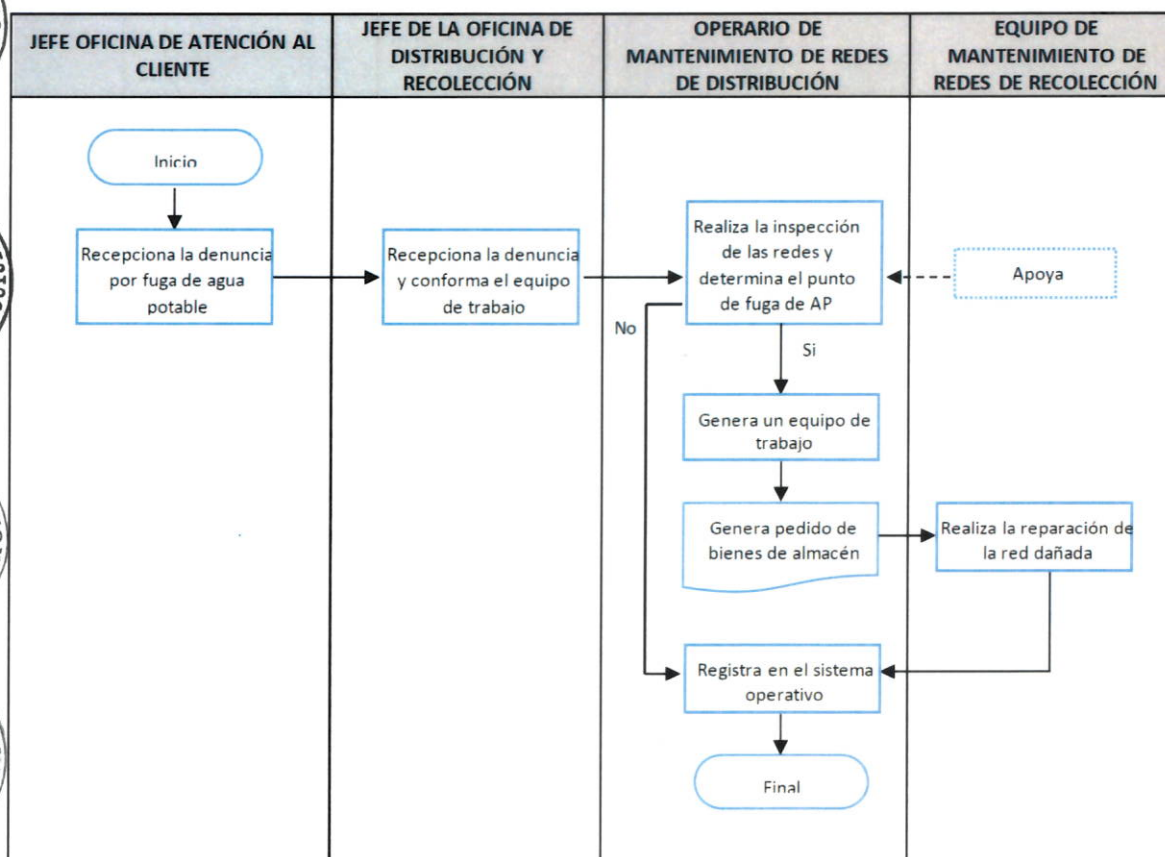 JEFE OFICINA DE ATENCIÓN AL
CLIENTE
JEFE DE LA OFICINA DE
DISTRIBUCIÓN Y
RECOLECCIÓN
OPERARIO DE
MANTENIMIENTO DE REDES
DE DISTRIBUCIÓN
EQUIPO DE
MANTENIMIENTO DE
REDES DE RECOLECCIÓN
Inicio
Recepciona la denuncia
por fuga de agua
potable
Recepciona la denuncia
y conforma el equipo
de trabajo
Realiza la inspección
de las redes y
determina el punto
de fuga de AP
Apoya
No
Si
Genera un equipo de
trabajo
Genera pedido de
bienes de almacén
Realiza la reparación de
la red dañada
Registra en el sistema
operativo
Final